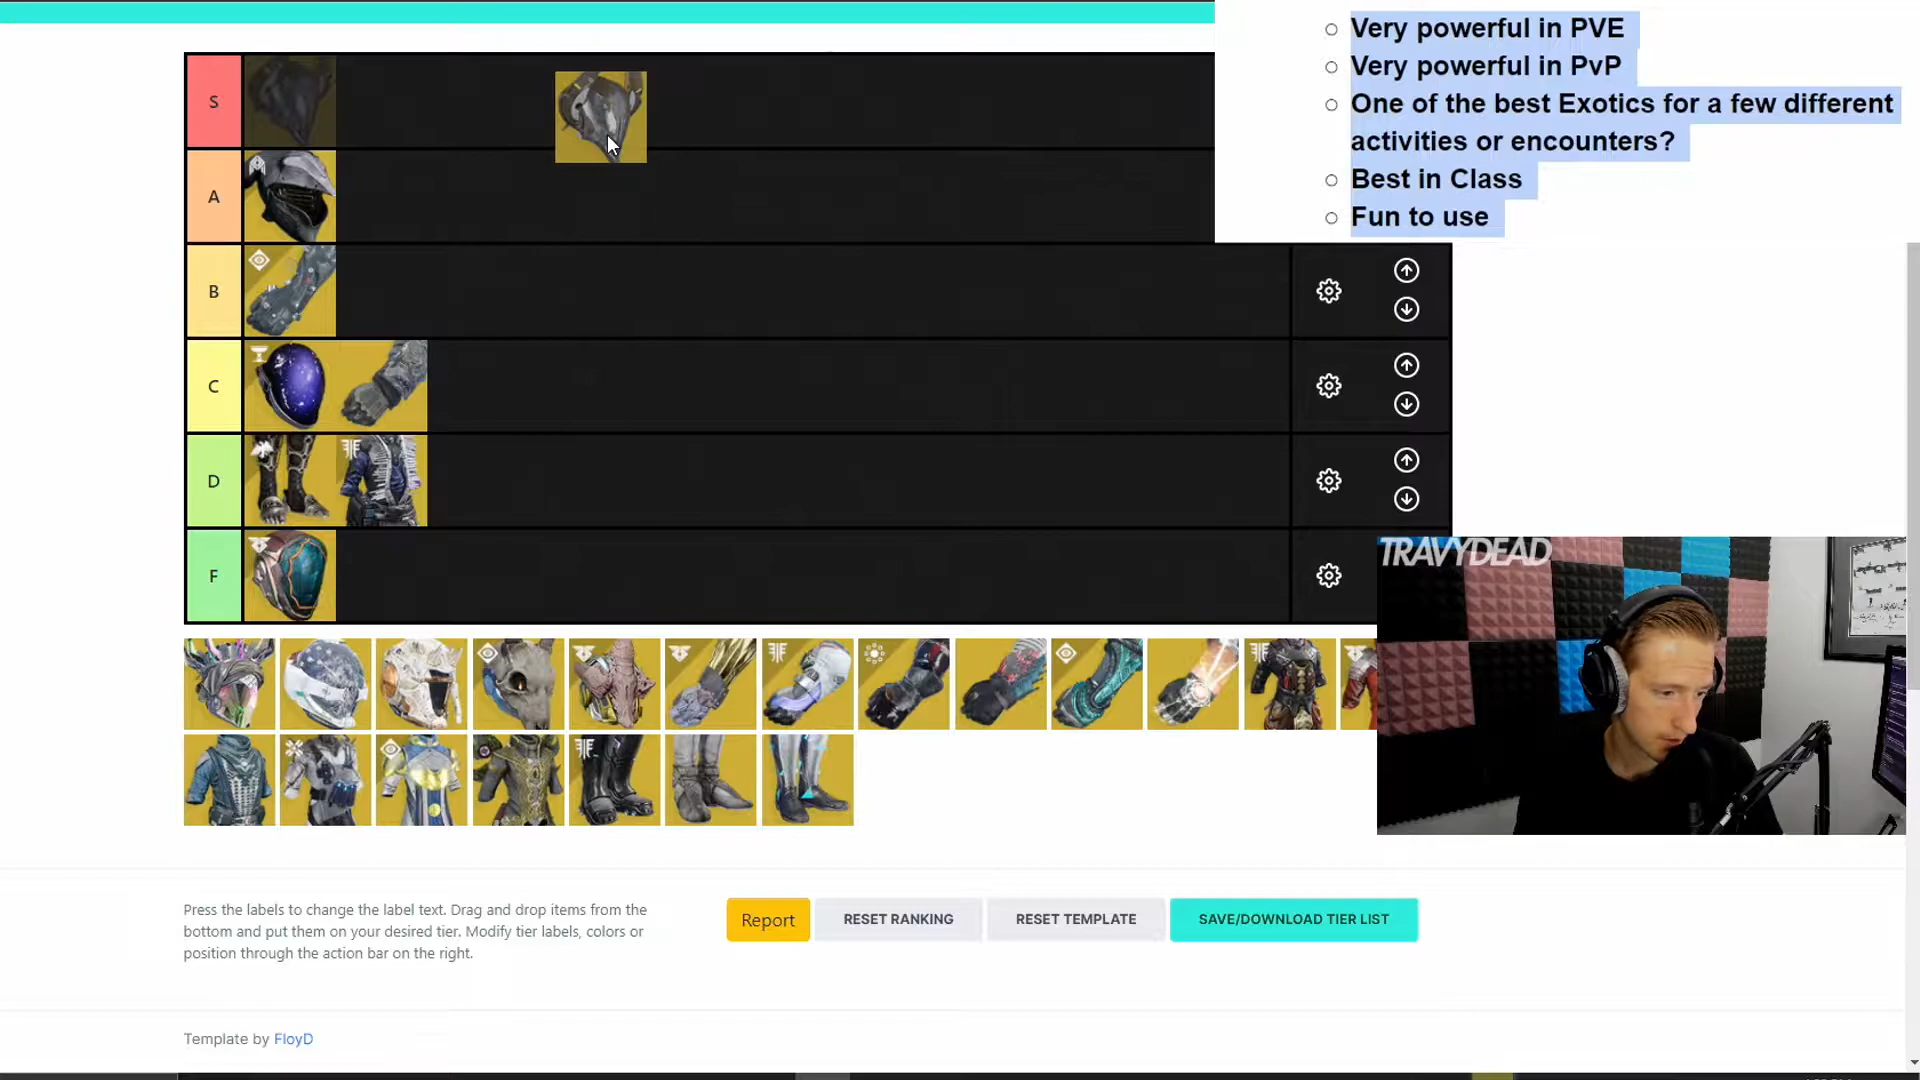 Very powerful in PVE
Very powerful in PvP
One of the best Exotics for a few different
activities or encounters?
Best in Class
Fun to use
S
A
B
C
D
F
TRAVYDEAD
Press the labels to change the label text. Drag and drop items from the
bottom and put them on your desired tier. Modify tier labels, colors or
position through the action bar on the right.
Report
RESET RANKING
RESET TEMPLATE
SAVE/DOWNLOAD TIER LIST
Template by FloyD